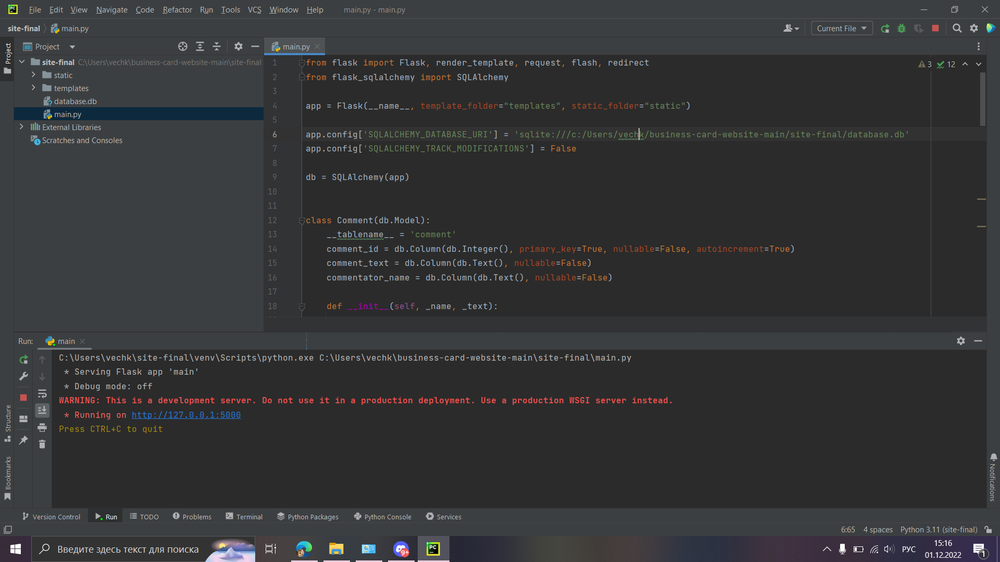 File Edit View Navigate Code Refactor Run Tools VCS Window Help main.py - main.py
site-final main.py
Current File
Project
main.py
site-final C:\Users\vechk\business-card-website-main\site-final
static
templates
database.db
main.py
External Libraries
Scratches and Consoles
3 12
1 from flask import Flask, render_template, request, flash, redirect
2 from flask_sqlalchemy import SQLAlchemy
3
4 app = Flask(__name__, template_folder="templates", static_folder="static")
5
6 app.config['SQLALCHEMY_DATABASE_URI'] = 'sqlite:///c:/Users/vechk/business-card-website-main/site-final/database.db'
7 app.config['SQLALCHEMY_TRACK_MODIFICATIONS'] = False
8
9 db = SQLAlchemy(app)
10
11
12 class Comment(db.Model):
13 __tablename__ = 'comment'
14 comment_id = db.Column(db.Integer(), primary_key=True, nullable=False, autoincrement=True)
15 comment_text = db.Column(db.Text(), nullable=False)
16 commentator_name = db.Column(db.Text(), nullable=False)
17
18 def __init__(self, _name, _text):
Run: main
C:\Users\vechk\site-final\venv\Scripts\python.exe C:\Users\vechk\business-card-website-main\site-final\main.py
* Serving Flask app 'main'
* Debug mode: off
WARNING: This is a development server. Do not use it in a production deployment. Use a production WSGI server instead.
* Running on http://127.0.0.1:5000
Press CTRL+C to quit
Project
Structure
Bookmarks
Notifications
Version Control Run TODO Problems Terminal Python Packages Python Console Services
6:65 4 spaces Python 3.11 (site-final)
Введите здесь текст для поиска
9+
PC
РУС
15:16
01.12.2022
1